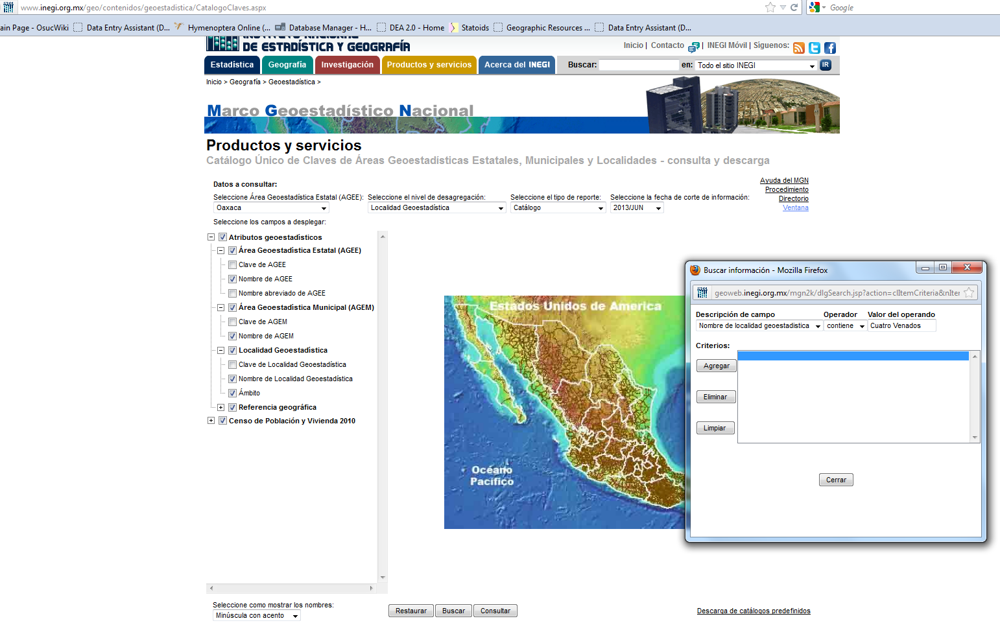 www.inegi.org.mx/geo/contenidos/geoestadistica/CatalogoClaves.aspx
Google
ain Page - OsucWiki
Data Entry Assistant (D...
Hymenoptera Online (...
Database Manager - H...
DEA 2.0 - Home
Statoids
Geographic Resources ...
Data Entry Assistant (D...
INSTITUTO NACIONAL
DE ESTADÍSTICA Y GEOGRAFÍA
Inicio | Contacto | INEGI Móvil | Síguenos:
Estadística
Geografía
Investigación
Productos y servicios
Acerca del INEGI
Buscar:
en: Todo el sitio INEGI
IR
Inicio > Geografía > Geoestadística >
Marco Geoestadístico Nacional
Productos y servicios
Catálogo Único de Claves de Áreas Geoestadísticas Estatales, Municipales y Localidades - consulta y descarga
Datos a consultar:
Ayuda del MGN
Procedimiento
Directorio
Ventana
Seleccione Área Geoestadística Estatal (AGEE):
Oaxaca
Seleccione el nivel de desagregación:
Localidad Geoestadística
Seleccione el tipo de reporte:
Catálogo
Seleccione la fecha de corte de información:
2013/JUN
Seleccione los campos a desplegar:
Atributos geoestadísticos
Área Geoestadística Estatal (AGEE)
Clave de AGEE
Nombre de AGEE
Nombre abreviado de AGEE
Área Geoestadística Municipal (AGEM)
Clave de AGEM
Nombre de AGEM
Localidad Geoestadística
Clave de Localidad Geoestadística
Nombre de Localidad Geoestadística
Ámbito
Referencia geográfica
Censo de Población y Vivienda 2010
Estados Unidos de America
Océano
Pacífico
Buscar información - Mozilla Firefox
geoweb.inegi.org.mx/mgn2k/dlgSearch.jsp?action=clItemCriteria&nIter
Descripción de campo
Operador
Valor del operando
Nombre de localidad geoestadistica
contiene
Cuatro Venados
Criterios:
Agregar
Eliminar
Limpiar
Cerrar
Seleccione como mostrar los nombres:
Minúscula con acento
Restaurar
Buscar
Consultar
Descarga de catálogos predefinidos